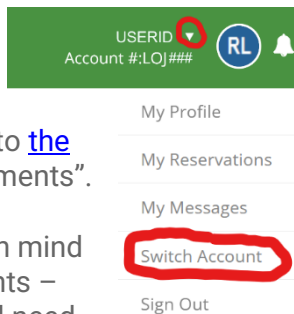 USERID ▼
Account #:LOJ###
RL
My Profile
My Reservations
My Messages
Switch Account
Sign Out
to the
ments”.
n mind
nts –
l need